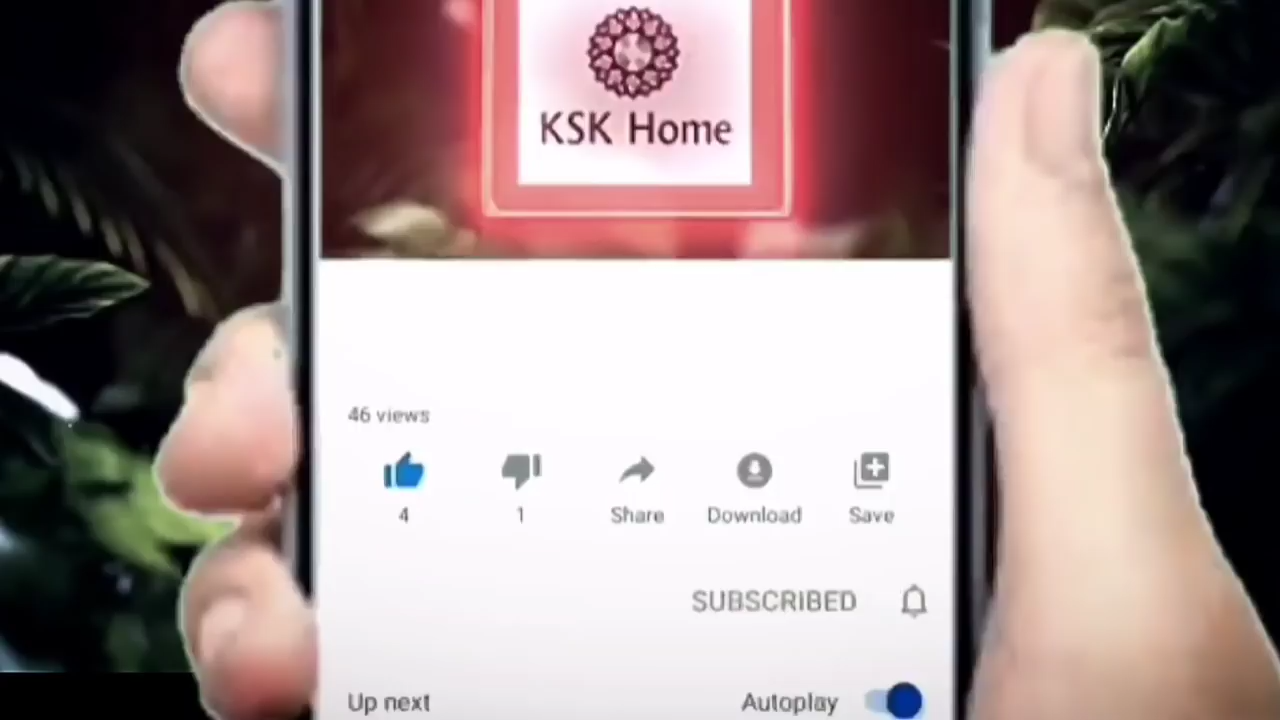 KSK Home
46 views
4
1
Share
Download
Save
SUBSCRIBED
Up next
Autoplay